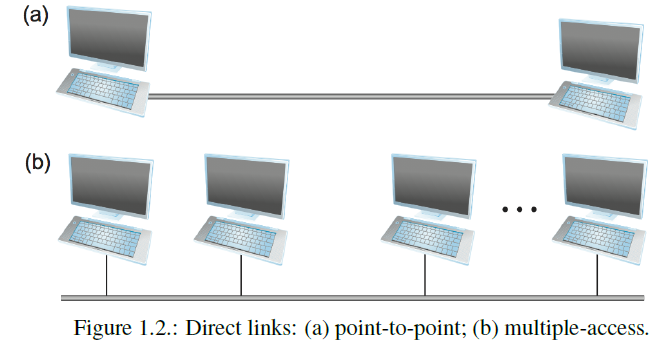 (a)
(b)
Figure 1.2.: Direct links: (a) point-to-point; (b) multiple-access.